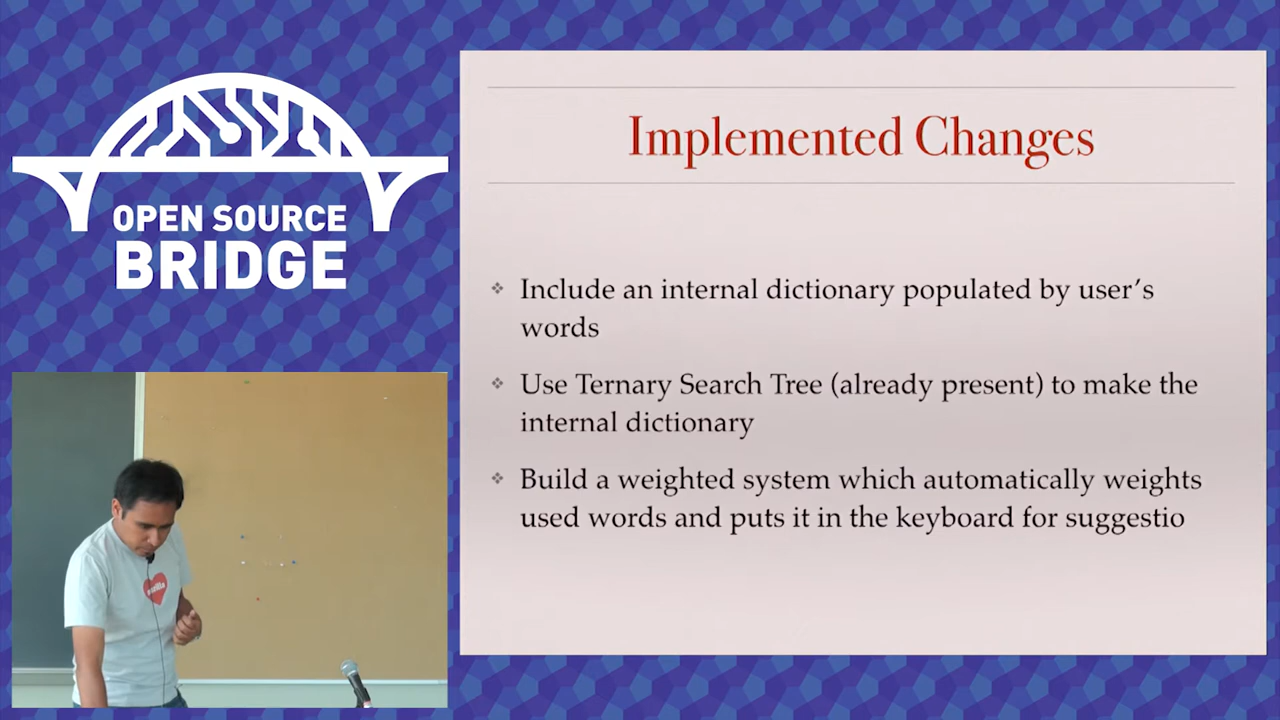 OPEN SOURCE
BRIDGE
Implemented Changes
Include an internal dictionary populated by user’s
words
Use Ternary Search Tree (already present) to make the
internal dictionary
Build a weighted system which automatically weights
used words and puts it in the keyboard for suggestio